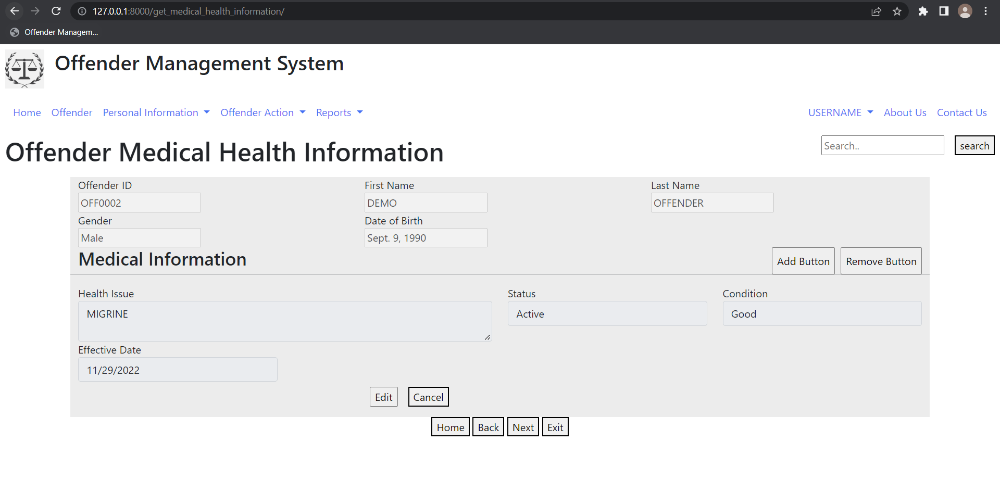 127.0.0.1:8000/get_medical_health_information/
Offender Managem...
Offender Management System
Home Offender Personal Information Offender Action Reports USERNAME About Us Contact Us
Offender Medical Health Information
Search.. search
Offender ID First Name Last Name
OFF0002 DEMO OFFENDER
Gender Date of Birth
Male Sept. 9, 1990
Medical Information Add Button Remove Button
Health Issue Status Condition
MIGRINE Active Good
Effective Date
11/29/2022
Edit Cancel
Home Back Next Exit